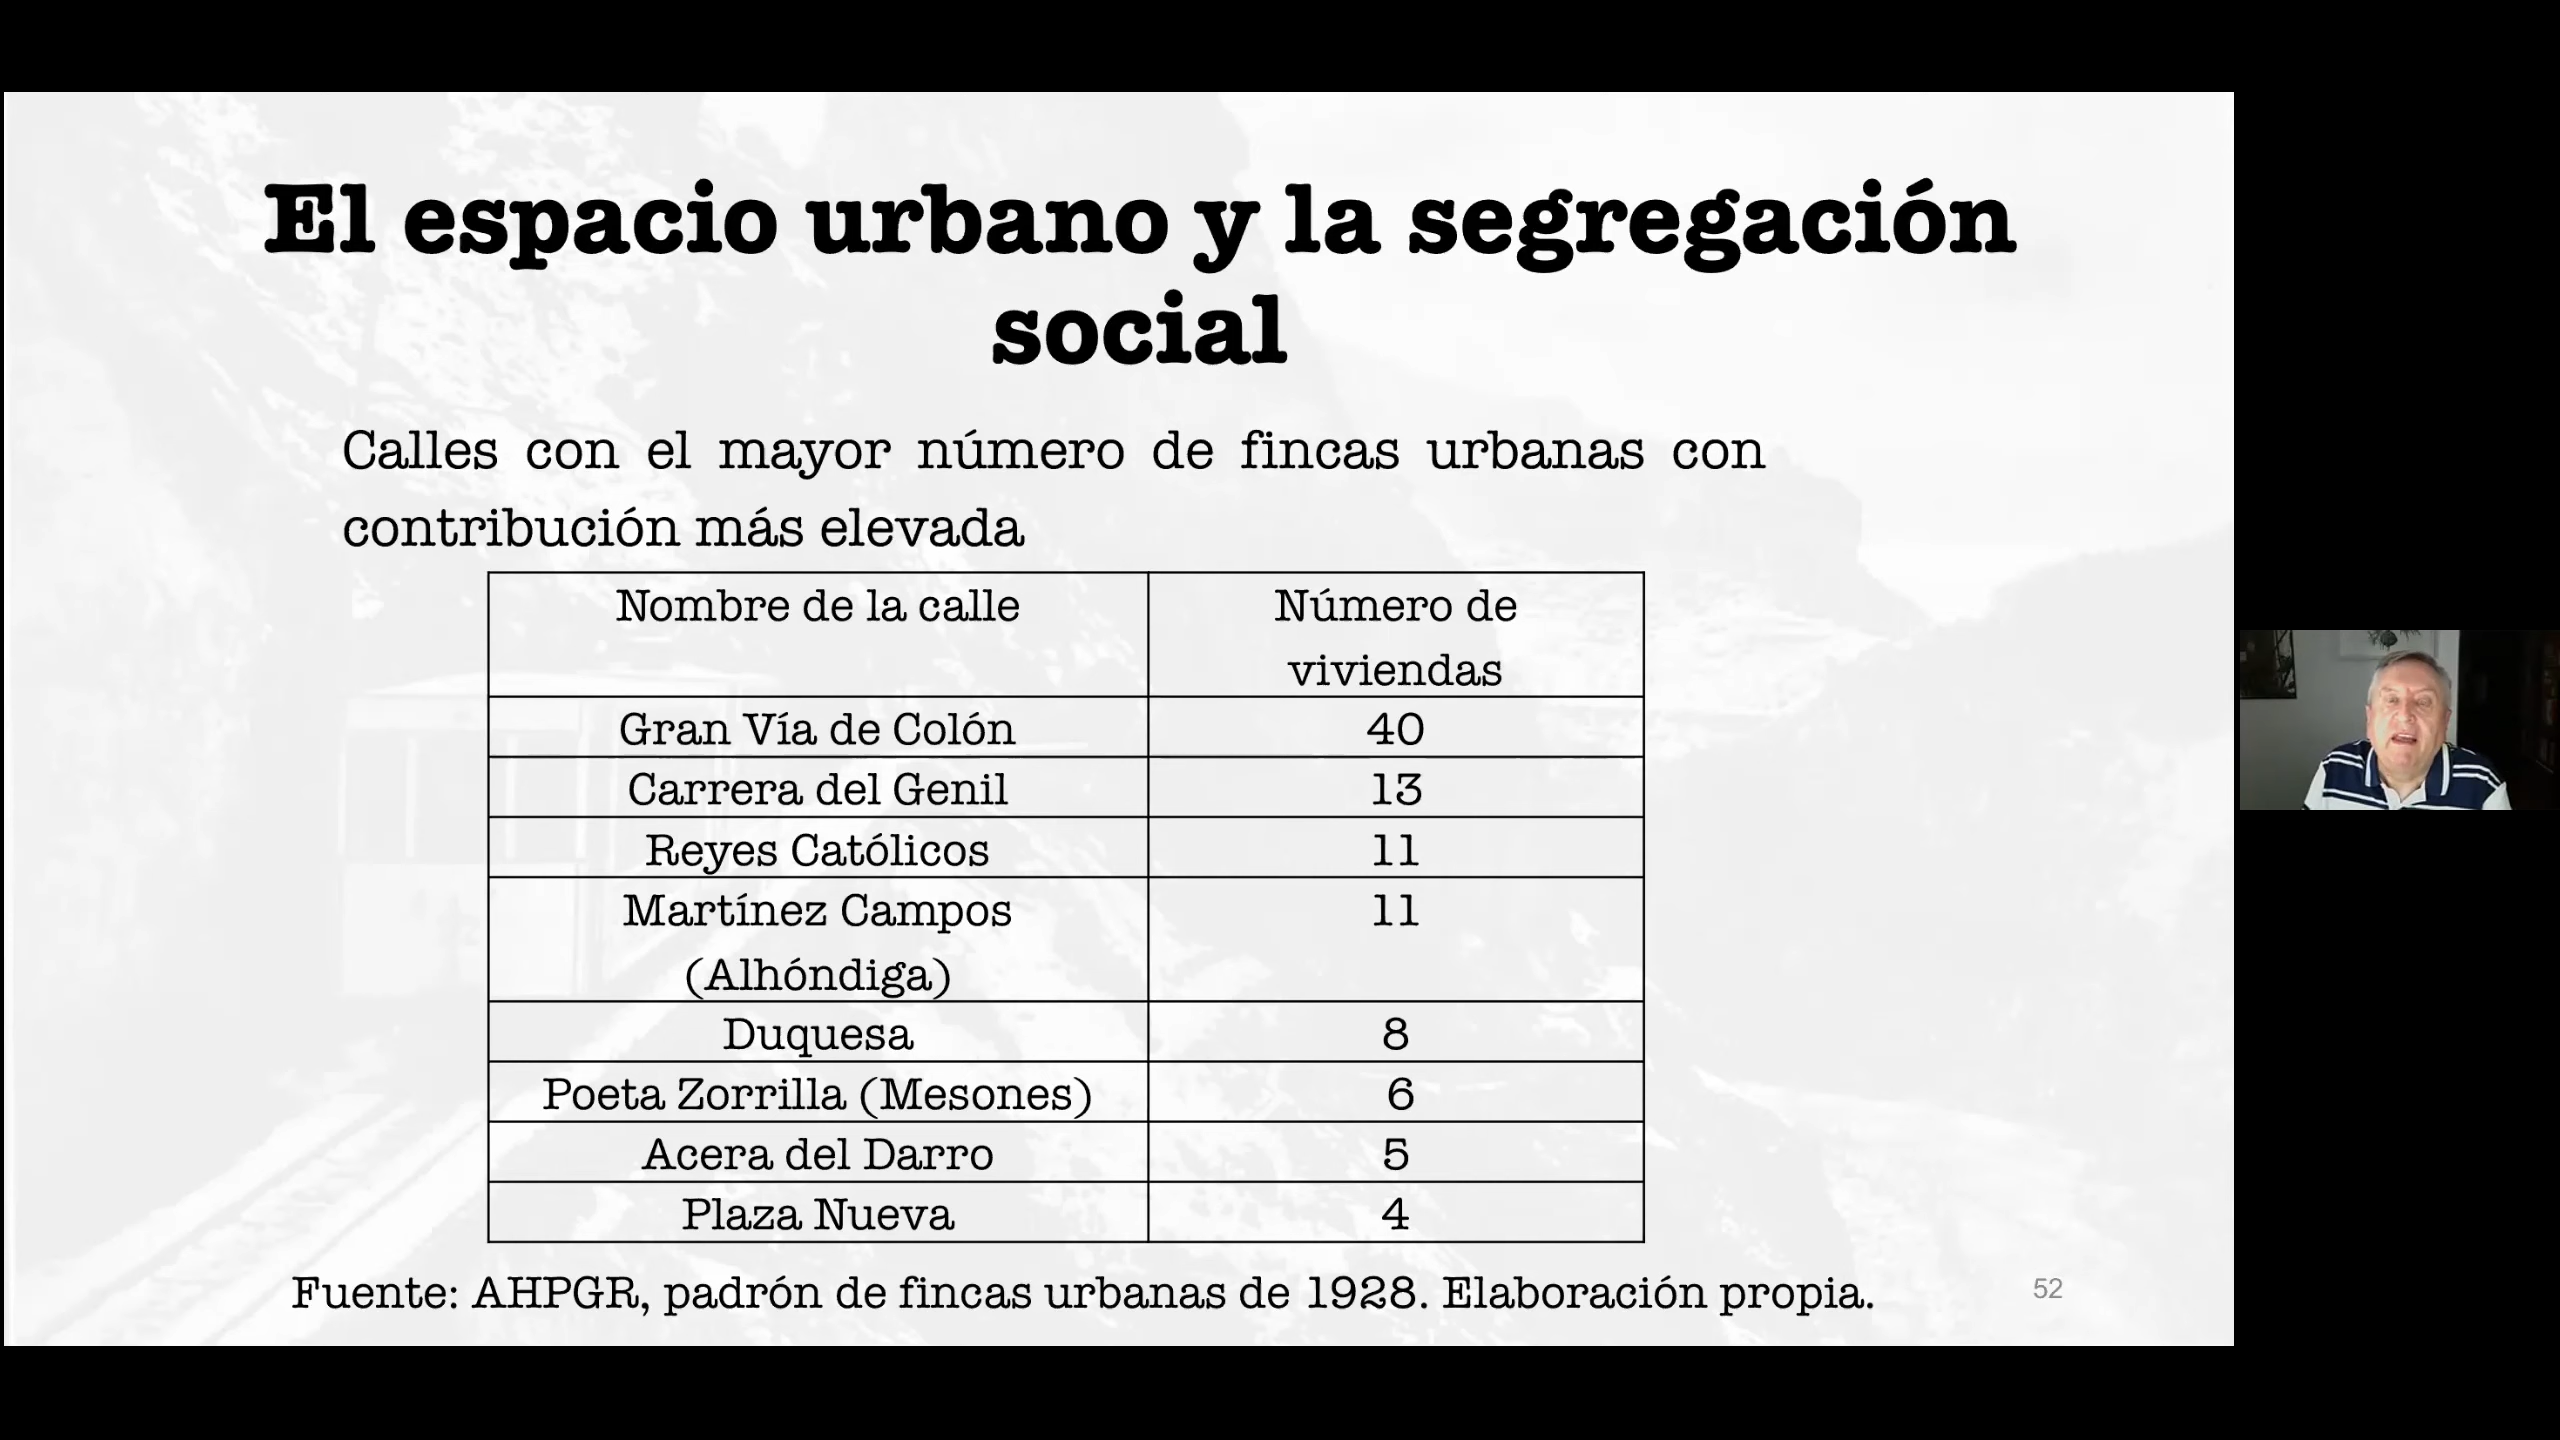 El espacio urbano y la segregación
social
Calles con el mayor número de fincas urbanas con
contribución más elevada
Nombre de la calle
Número de
viviendas
Gran Vía de Colón
40
Carrera del Genil
13
Reyes Católicos
11
Martínez Campos
(Alhóndiga)
11
Duquesa
8
Poeta Zorrilla (Mesones)
6
Acera del Darro
5
Plaza Nueva
4
Fuente: AHPGR, padrón de fincas urbanas de 1928. Elaboración propia.
52